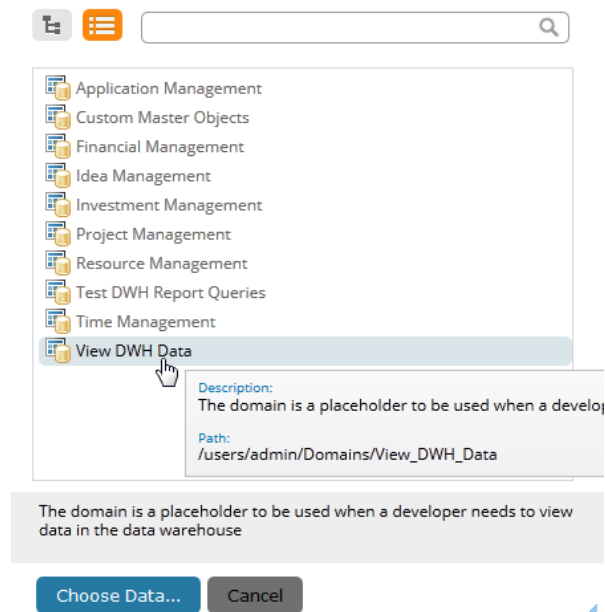 Application Management
Custom Master Objects
Financial Management
Idea Management
Investment Management
Project Management
Resource Management
Test DWH Report Queries
Time Management
View DWH Data
Description:
The domain is a placeholder to be used when a
Path:
/users/admin/Domains/View_DWH_Data
The domain is a placeholder to be used when a developer needs to view
data in the data warehouse
Choose Data...
Cancel